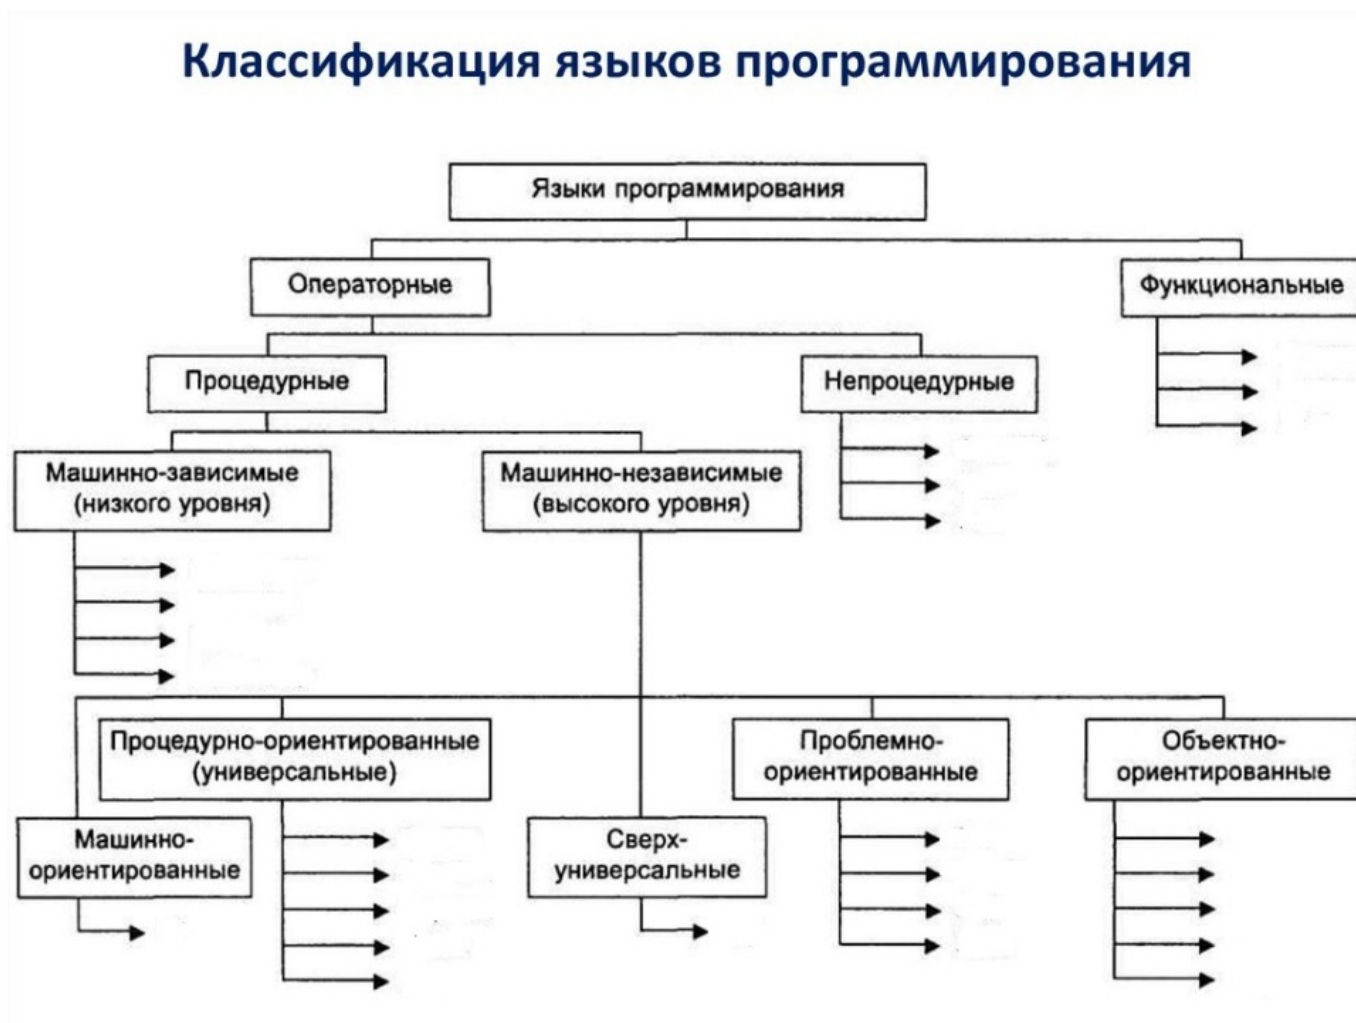 Классификация языков программирования
Языки программирования
Операторные
Функциональные
Процедурные
Непроцедурные
Машинно-зависимые
(низкого уровня)
Машинно-независимые
(высокого уровня)
Процедурно-ориентированные
(универсальные)
Проблемно-
ориентированные
Объектно-
ориентированные
Машинно-
ориентированные
Сверх-
универсальные